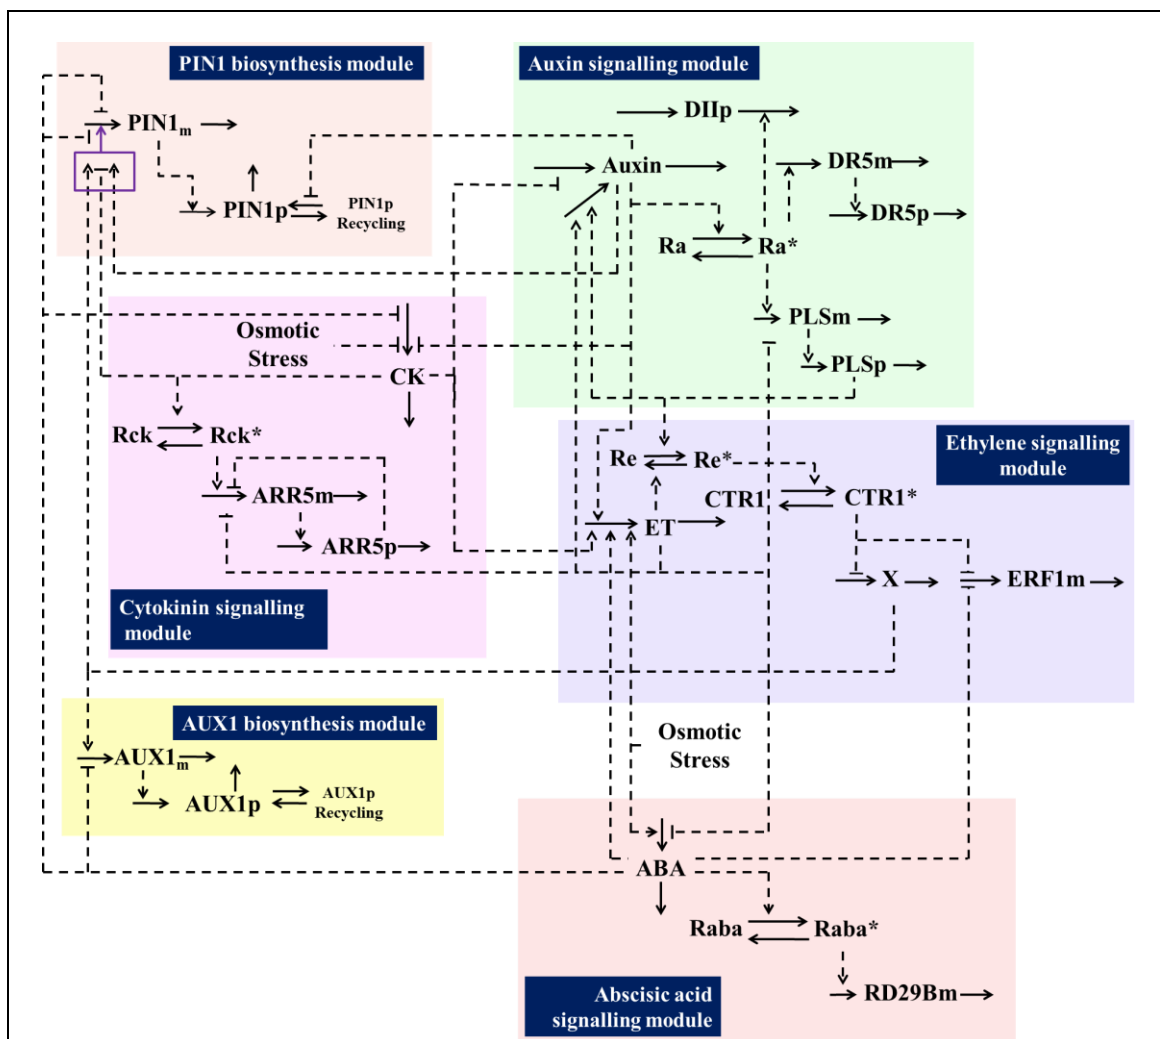 PIN1 biosynthesis module
PIN1m
PIN1p
PIN1p
Recycling
Auxin signalling module
DIIp
Auxin
DR5m
DR5p
Ra
Ra*
PLSm
PLSp
Osmotic
Stress
CK
Rck
Rck*
ARR5m
ARR5p
Cytokinin signalling
module
Ethylene signalling
module
Re
Re*
CTR1
CTR1*
ET
X
ERF1m
AUX1 biosynthesis module
AUX1m
AUX1p
AUX1p
Recycling
Osmotic
Stress
ABA
Raba
Raba*
RD29Bm
Abscisic acid
signalling module